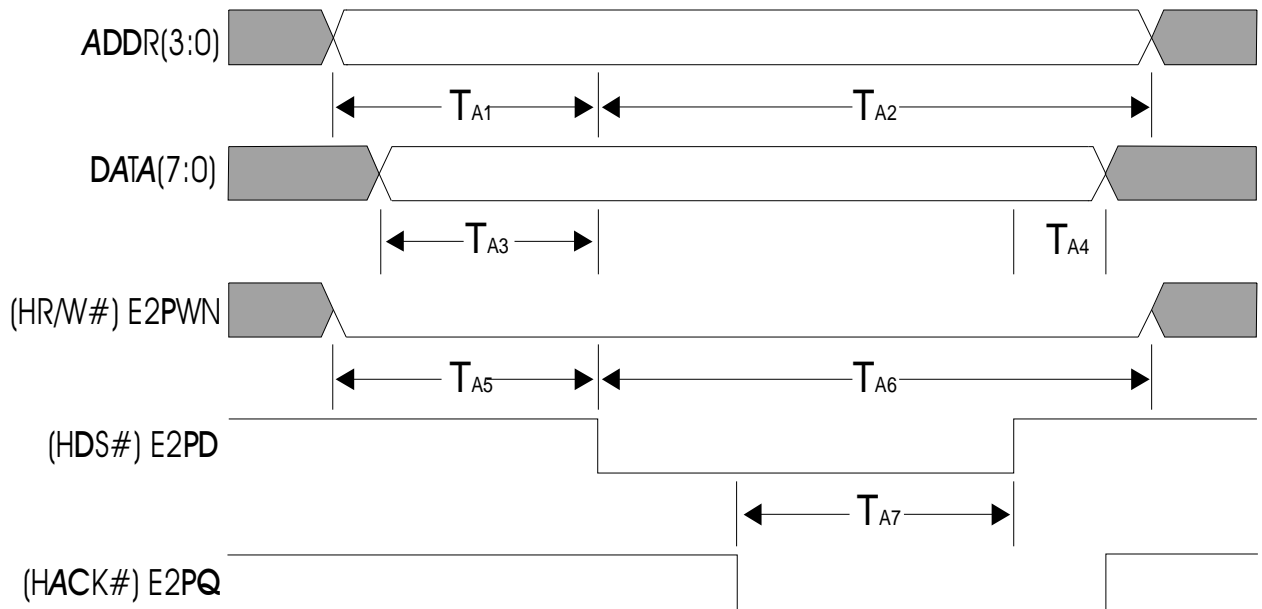 ADDR(3:0)
TA1 TA2
DATA(7:0)
TA3 TA4
(HR/W#) E2PWN
TA5 TA6
(HDS#) E2PD
TA7
(HACK#) E2PQ